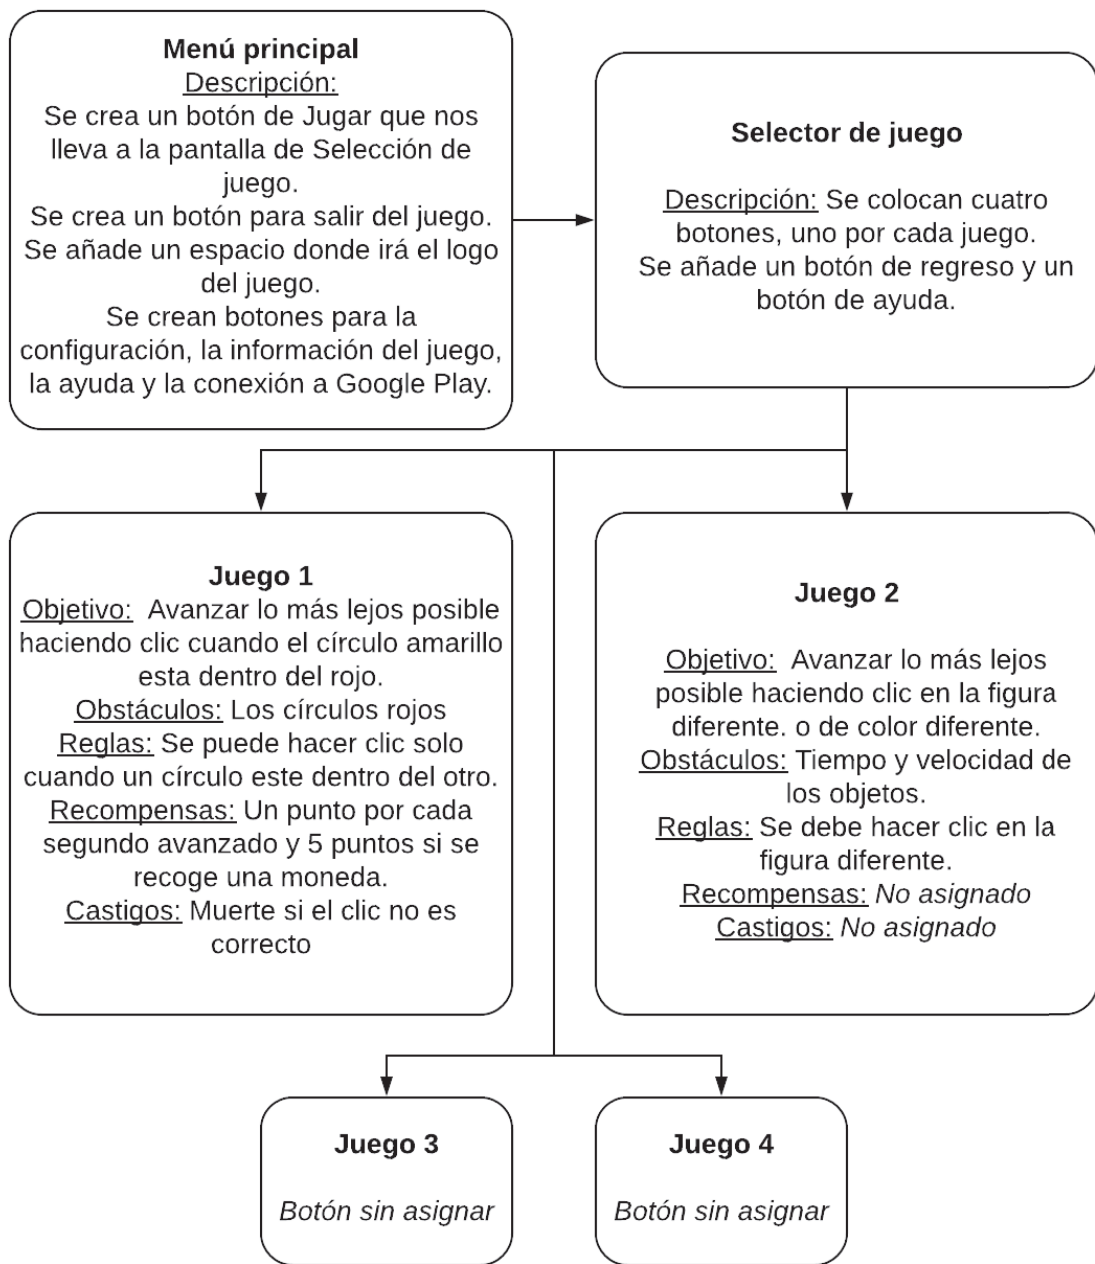 Menú principal
Descripción:
Se crea un botón de Jugar que nos
lleva a la pantalla de Selección de
juego.
Se crea un botón para salir del juego.
Se añade un espacio donde irá el logo
del juego.
Se crean botones para la
configuración, la información del juego,
la ayuda y la conexión a Google Play.
Selector de juego
Descripción: Se colocan cuatro
botones, uno por cada juego.
Se añade un botón de regreso y un
botón de ayuda.
Juego 1
Objetivo: Avanzar lo más lejos posible
haciendo clic cuando el círculo amarillo
esta dentro del rojo.
Obstáculos: Los círculos rojos
Reglas: Se puede hacer clic solo
cuando un círculo este dentro del otro.
Recompensas: Un punto por cada
segundo avanzado y 5 puntos si se
recoge una moneda.
Castigos: Muerte si el clic no es
correcto
Juego 2
Objetivo: Avanzar lo más lejos
posible haciendo clic en la figura
diferente. o de color diferente.
Obstáculos: Tiempo y velocidad de
los objetos.
Reglas: Se debe hacer clic en la
figura diferente.
Recompensas: No asignado
Castigos: No asignado
Juego 3
Botón sin asignar
Juego 4
Botón sin asignar